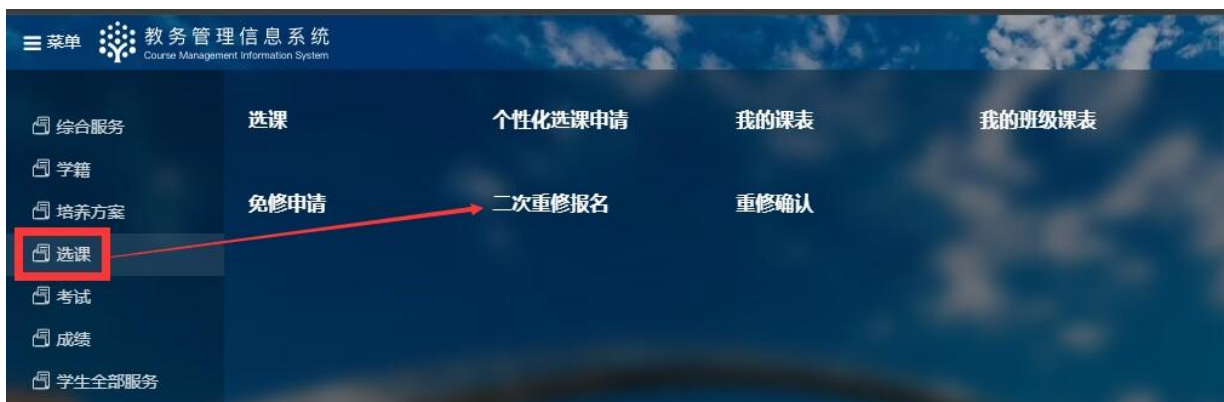 菜单
教务管理信息系统
Course Management Information System
综合服务
学籍
培养方案
选课
考试
成绩
学生全部服务
选课 个性化选课申请 我的课表 我的班级课表
免修申请 二次重修报名 重修确认